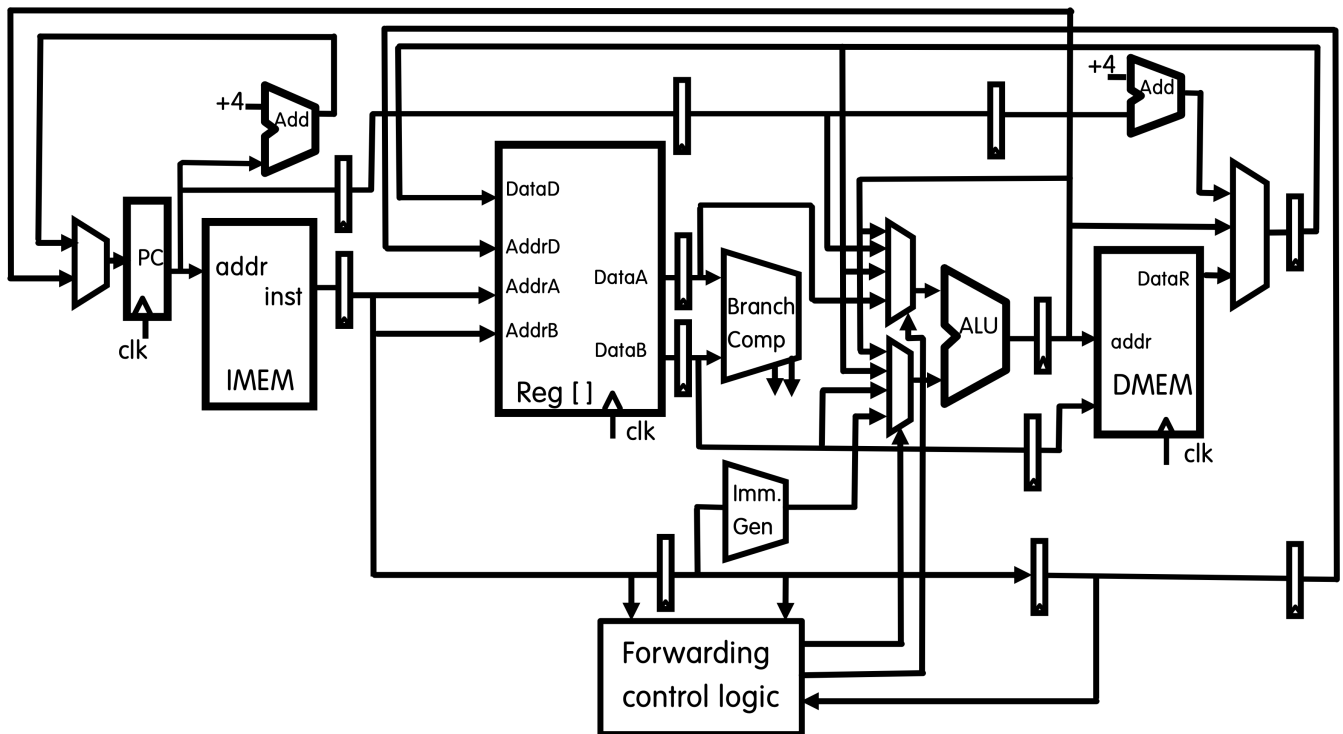 +4
Add
+4
Add
PC
clk
addr
inst
IMEM
DataD
AddrD
AddrA
AddrB
DataA
DataB
Reg [ ]
clk
Branch
Comp
ALU
DataR
addr
DMEM
clk
Imm.
Gen
Forwarding
control logic